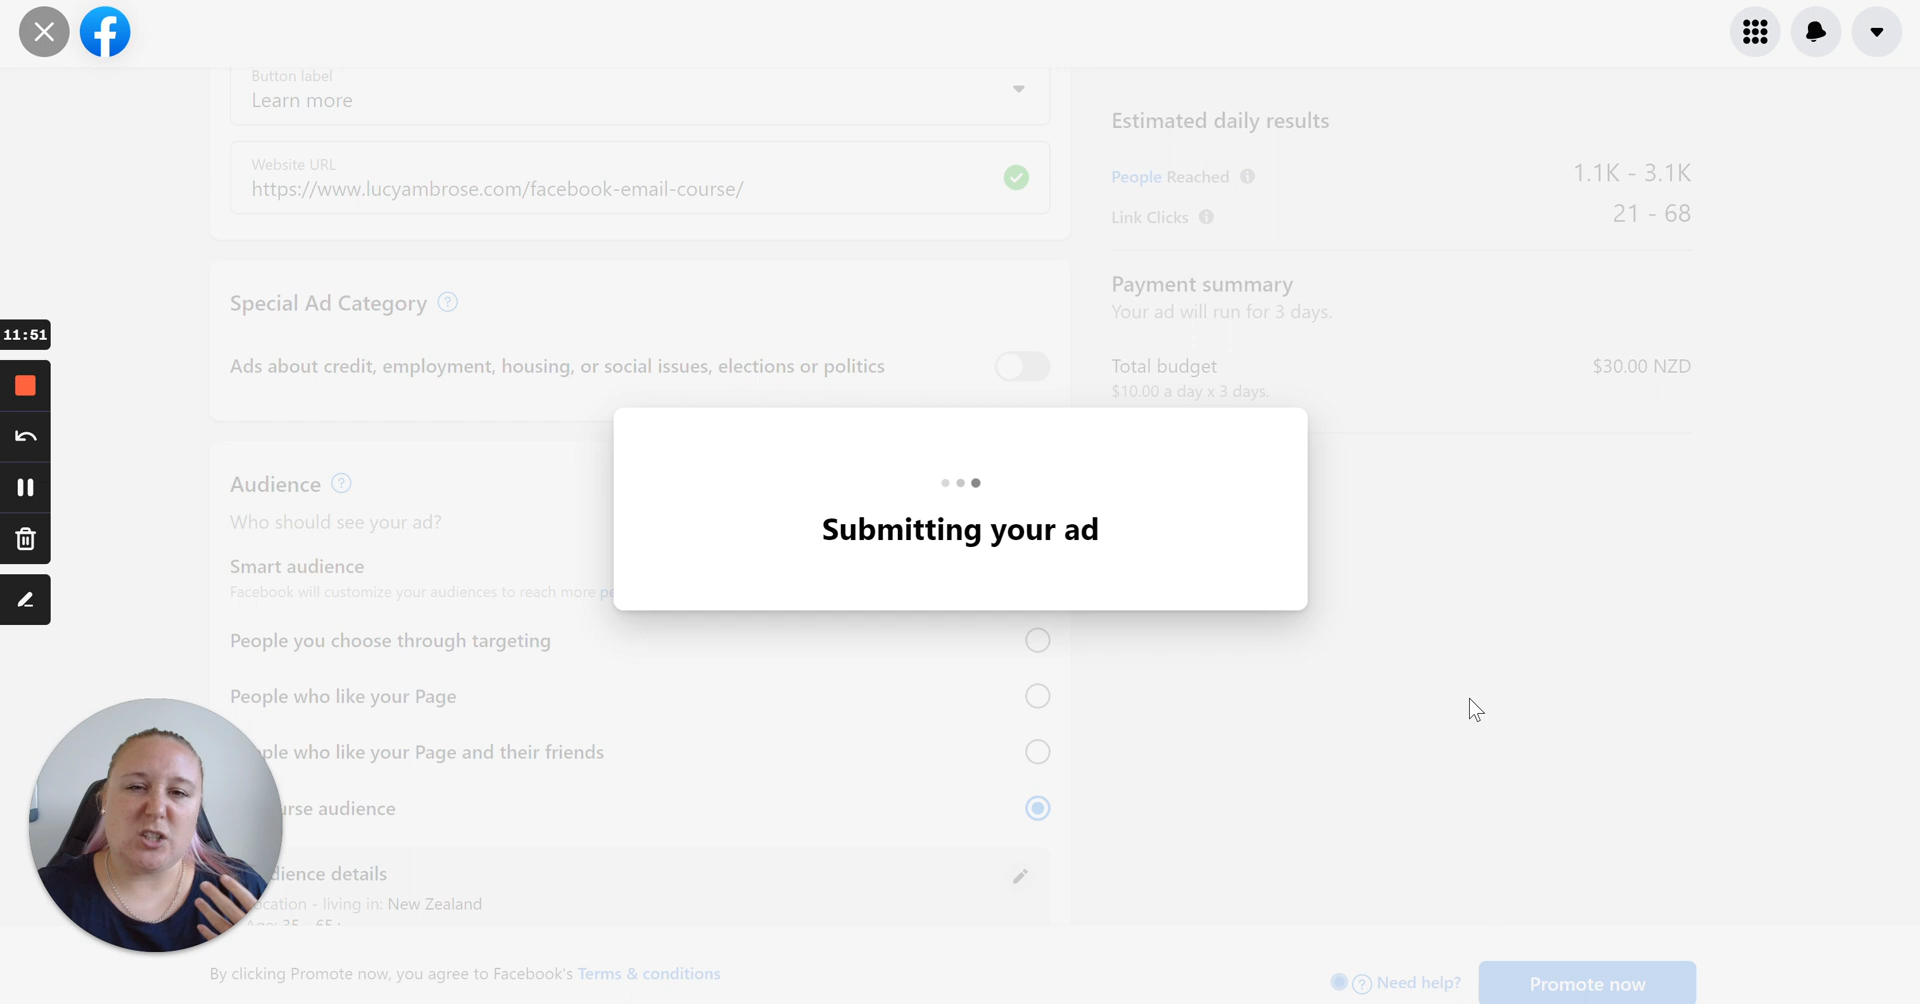 Button label
Learn more
Website URL
https://www.lucyambrose.com/facebook-email-course/
Estimated daily results
People Reached
1.1K - 3.1K
Link Clicks
21 - 68
Special Ad Category
Payment summary
Your ad will run for 3 days.
11:51
Ads about credit, employment, housing, or social issues, elections or politics
Total budget
$30.00 NZD
$10.00 a day x 3 days.
Audience
Who should see your ad?
Submitting your ad
Smart audience
Facebook will customize your audiences to reach more
People you choose through targeting
People who like your Page
who like your Page and their friends
audience
details
- living in: New Zealand
By clicking Promote now, you agree to Facebook's Terms & conditions
Need help?
Promote now